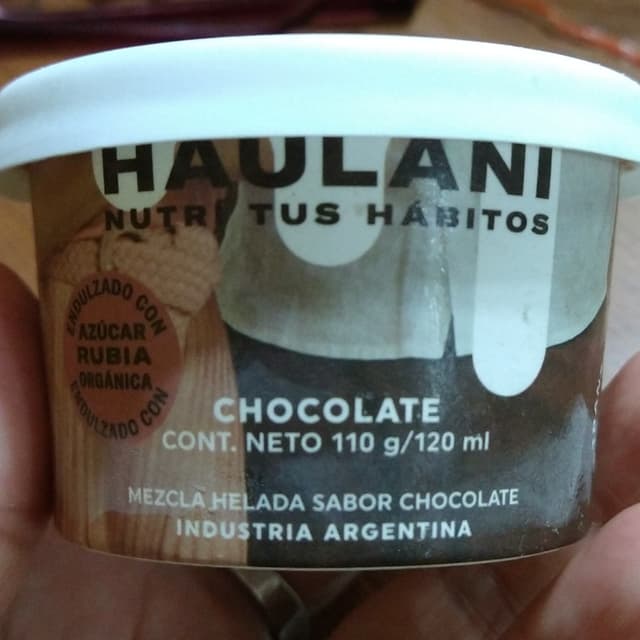 HAULANI
NUTRÍ TUS HÁBITOS
ENDULZADO CON
AZÚCAR
RUBIA
ORGÁNICA
ENDULZADO CON
CHOCOLATE
CONT. NETO 110 g/120 ml
MEZCLA HELADA SABOR CHOCOLATE
INDUSTRIA ARGENTINA